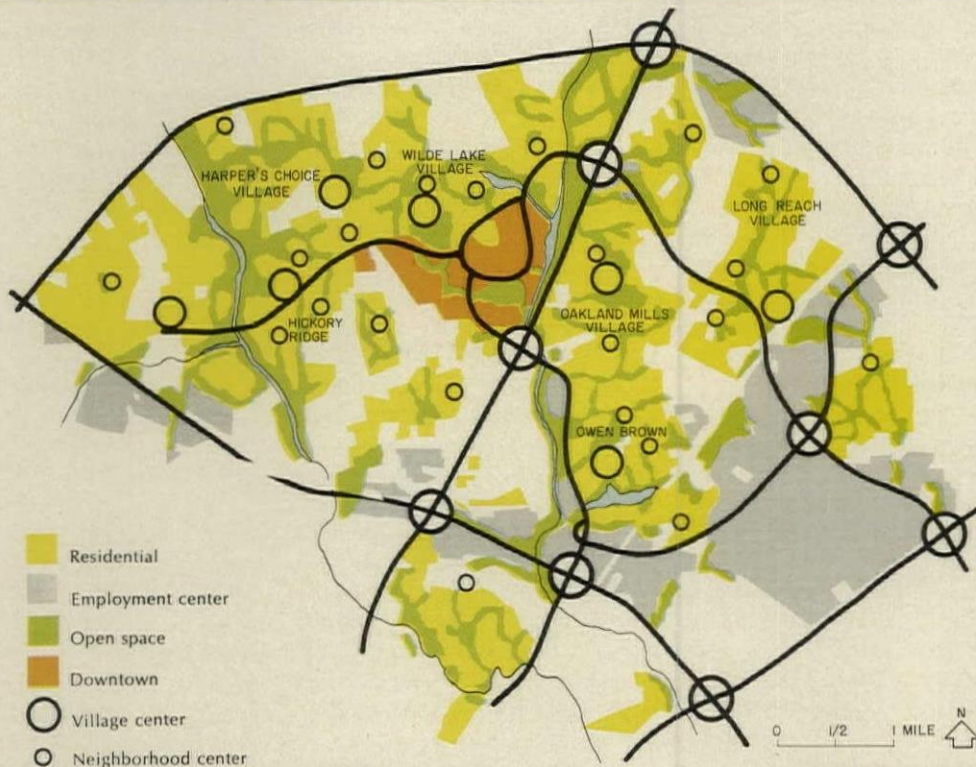 HARPER'S CHOICE
VILLAGE
WILDE LAKE
VILLAGE
LONG REACH
VILLAGE
HICKORY
RIDGE
OAKLAND MILLS
VILLAGE
OWEN BROWN
Residential
Employment center
Open space
Downtown
Village center
Neighborhood center
0 1/2 1 MILE
N